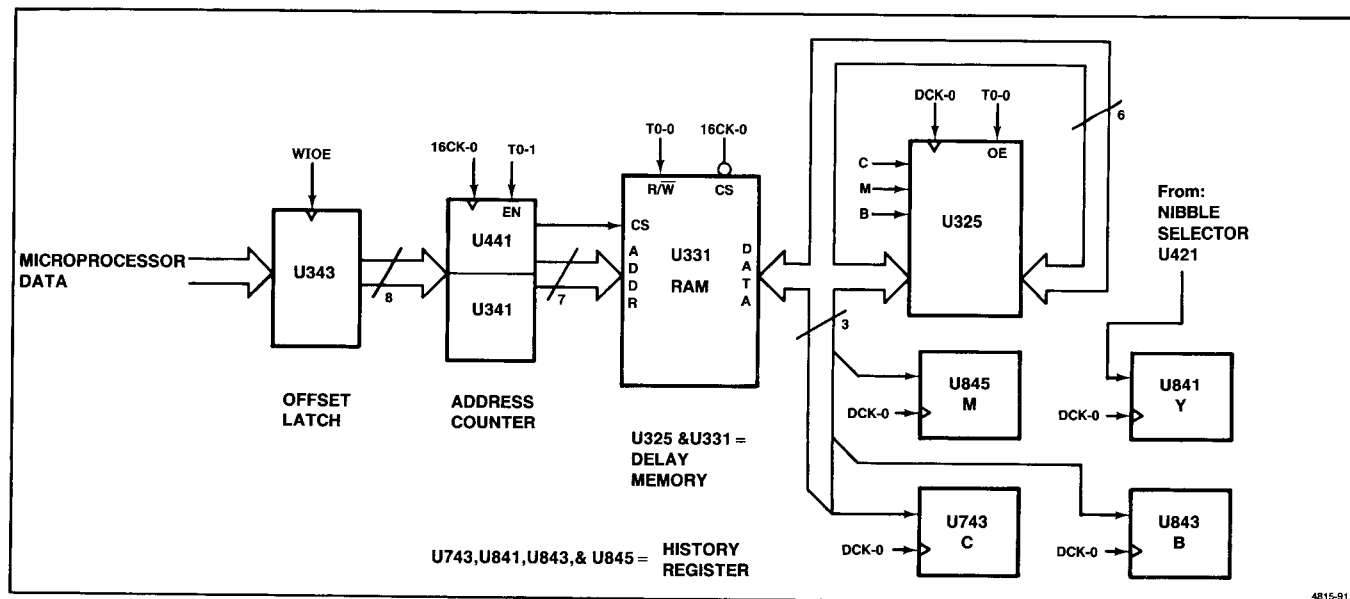 MICROPROCESSOR
DATA
WIOE
U343
8
OFFSET
LATCH
16CK-0
T0-1
EN
U441
U341
7
ADDRESS
COUNTER
T0-0
16CK-0
R/W̅
CS
CS
A
D
D
R
U331
RAM
D
A
T
A
U325 &U331 =
DELAY
MEMORY
DCK-0
T0-0
OE
C
M
B
U325
6
3
From:
NIBBLE
SELECTOR
U421
U845
M
DCK-0
U841
Y
DCK-0
U743
C
DCK-0
U843
B
DCK-0
U743,U841,U843,& U845 =
HISTORY
REGISTER
4815-91